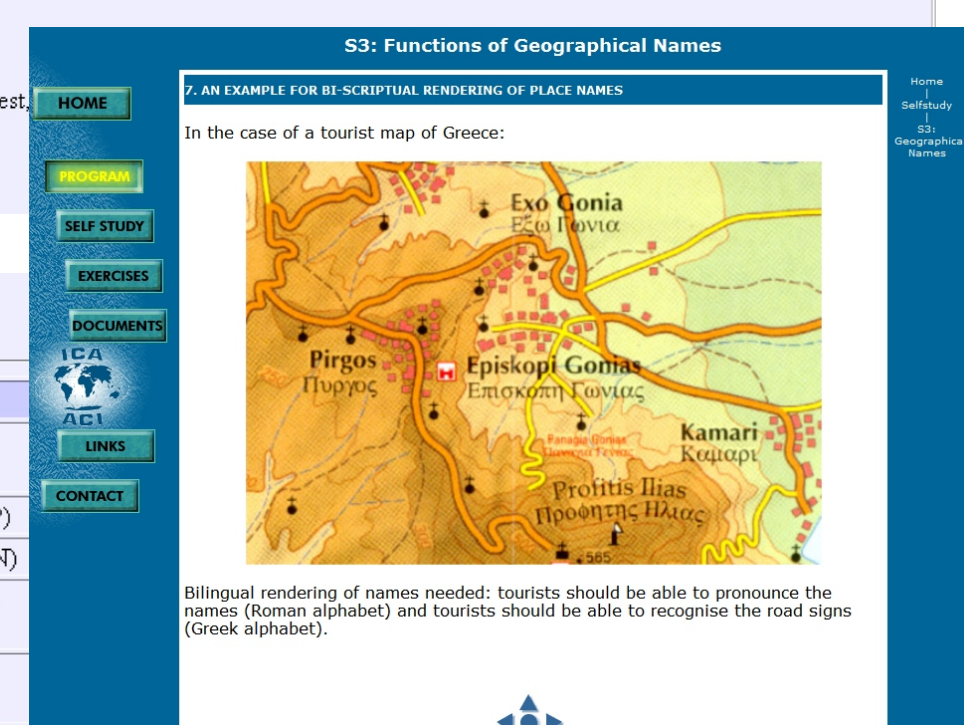 S3: Functions of Geographical Names
est,
HOME
PROGRAM
SELF STUDY
EXERCISES
DOCUMENTS
ICA
ACI
LINKS
CONTACT
)
N)
7. AN EXAMPLE FOR BI-SCRIPTUAL RENDERING OF PLACE NAMES
In the case of a tourist map of Greece:
Exo Gonia
Εξω Γωνια
Pirgos
Πυργος
Episkopi Gonias
Επισκοπη Γωνιας
Panagia Gonias
Kamari
Καμαρι
Profitis Ilias
Προφητης Ηλιας
565
Bilingual rendering of names needed: tourists should be able to pronounce the
names (Roman alphabet) and tourists should be able to recognise the road signs
(Greek alphabet).
Home
|
Selfstudy
|
S3:
Geographica
Names